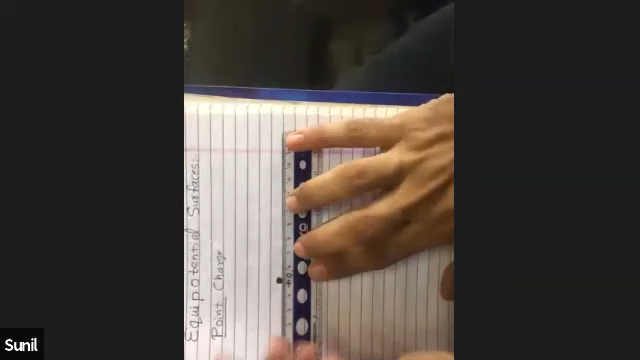 Equipotential Surfaces:
Point Charge
+q
Sunil